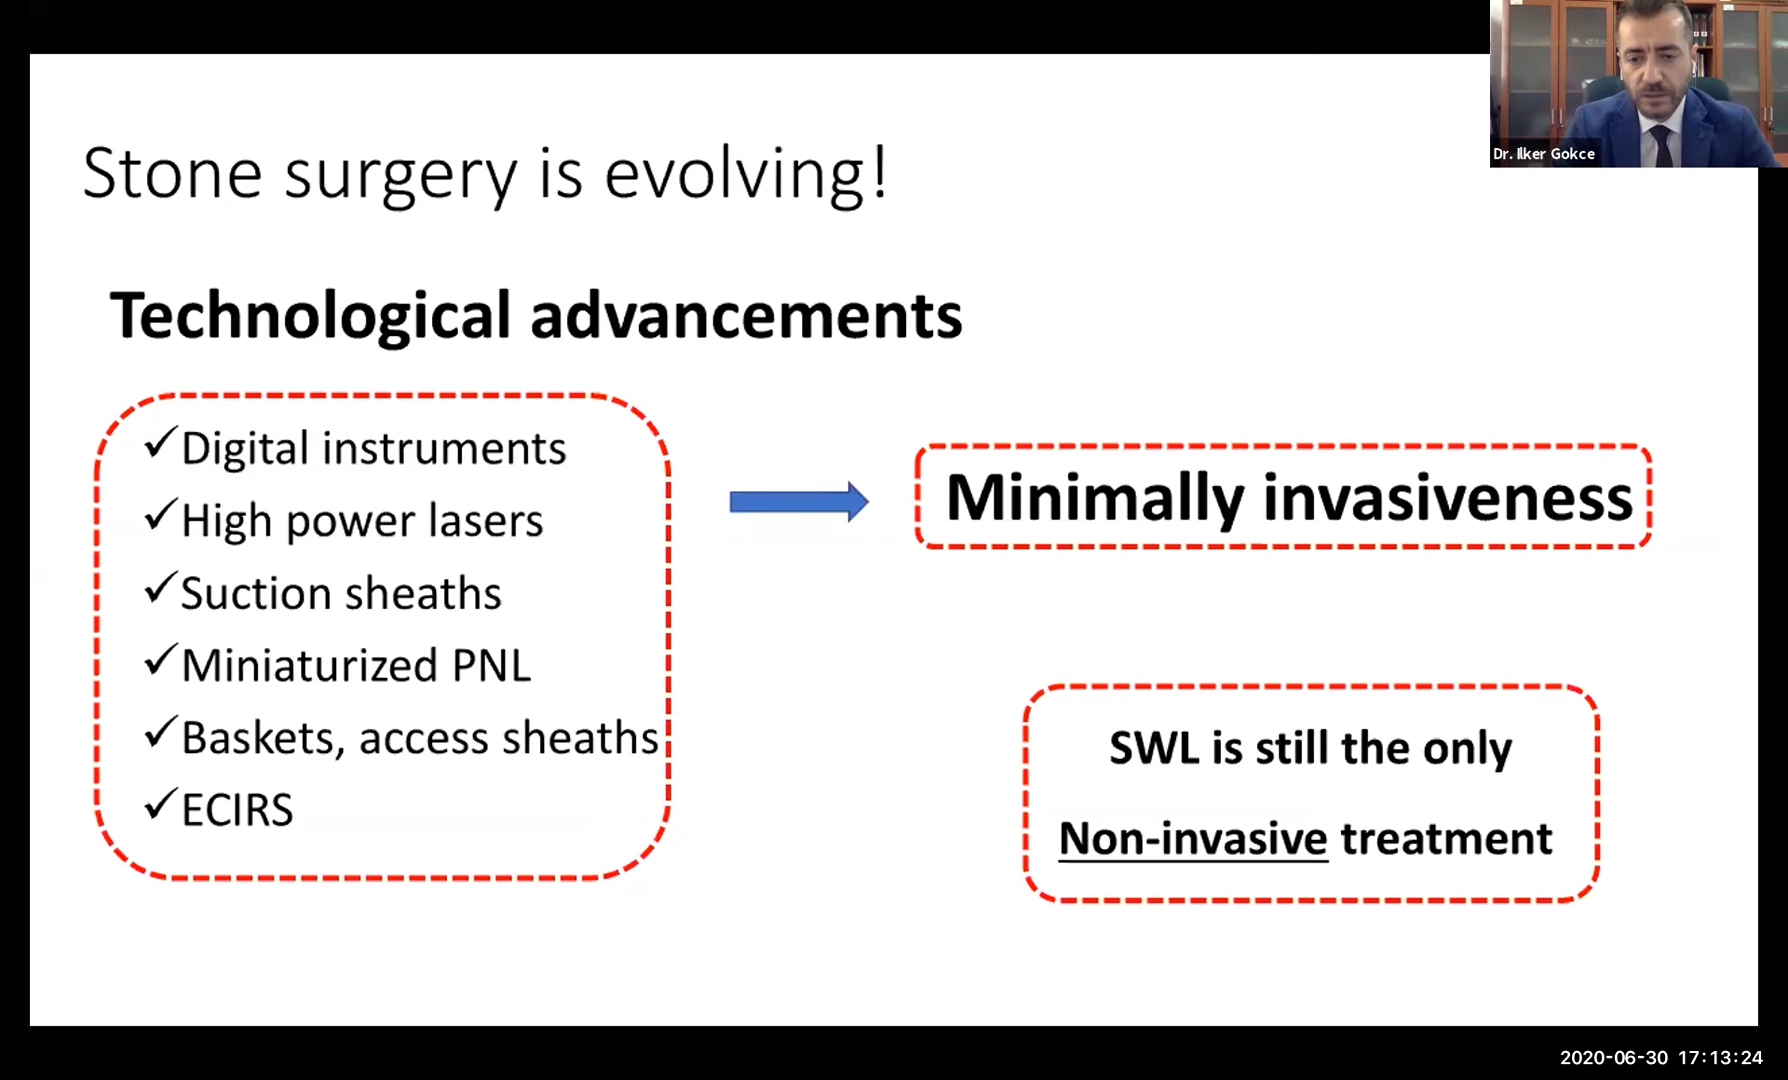 Dr. Ilker Gokce
Stone surgery is evolving!
Technological advancements
✓Digital instruments
✓High power lasers
✓Suction sheaths
✓Miniaturized PNL
✓Baskets, access sheaths
✓ECIRS
Minimally invasiveness
SWL is still the only
Non-invasive treatment
2020-06-30 17:13:24